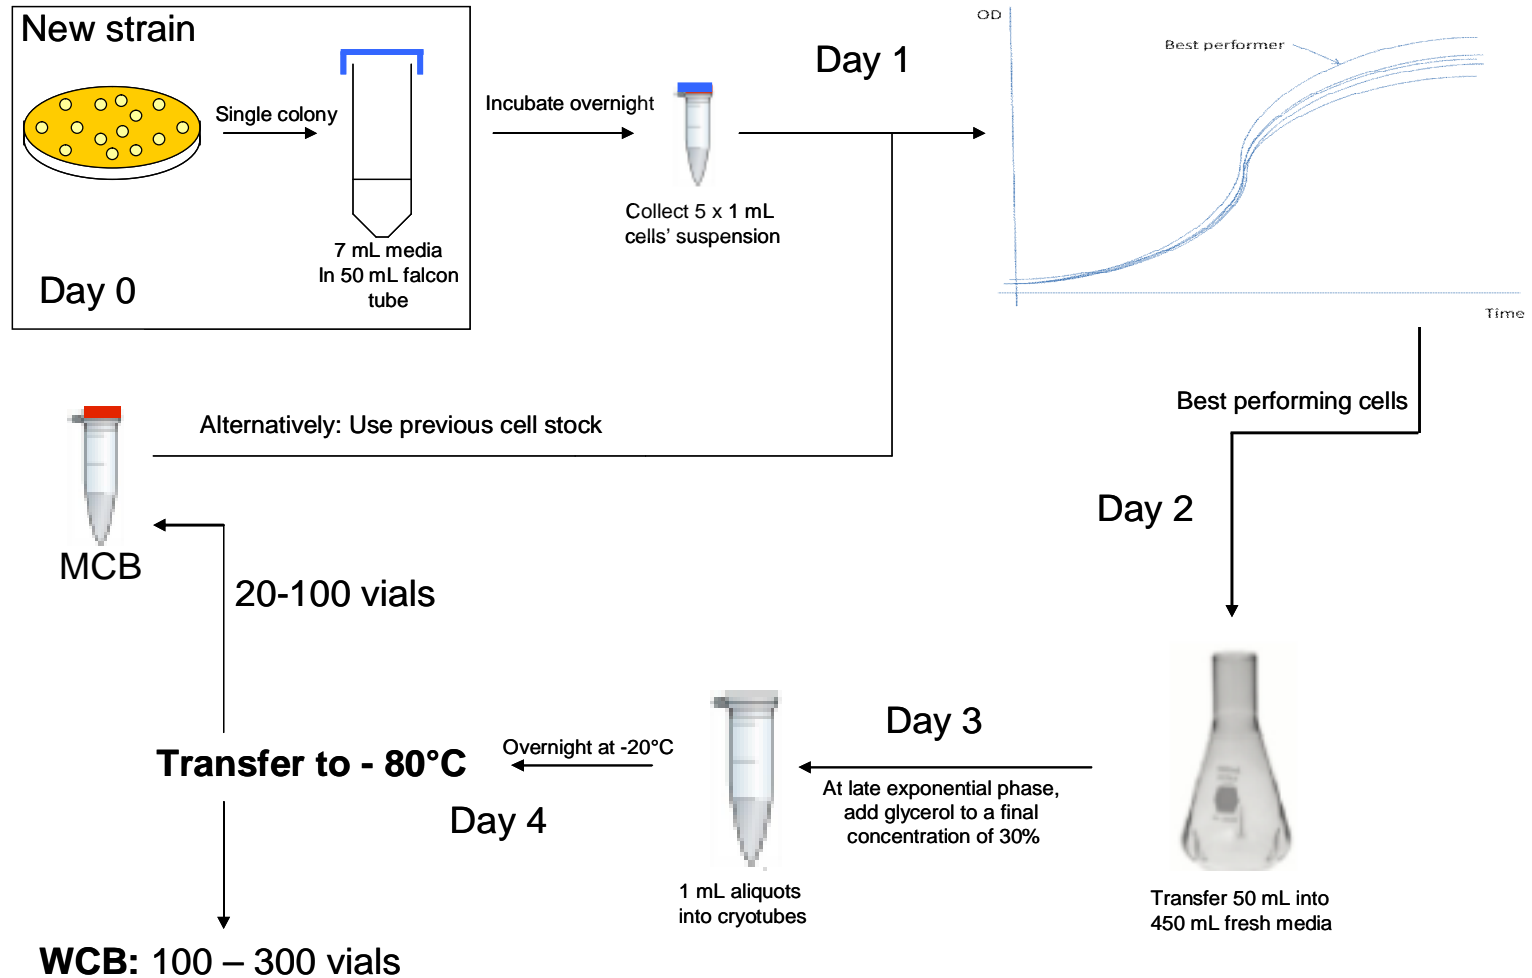 New strain
Single colony
7 mL media
In 50 mL falcon
tube
Day 0
Incubate overnight
Collect 5 x 1 mL
cells' suspension
Day 1
OD
Best performer
Time
Alternatively: Use previous cell stock
MCB
Best performing cells
Day 2
Transfer 50 mL into
450 mL fresh media
Day 3
At late exponential phase,
add glycerol to a final
concentration of 30%
1 mL aliquots
into cryotubes
Overnight at -20°C
Day 4
Transfer to - 80°C
20-100 vials
WCB: 100 – 300 vials